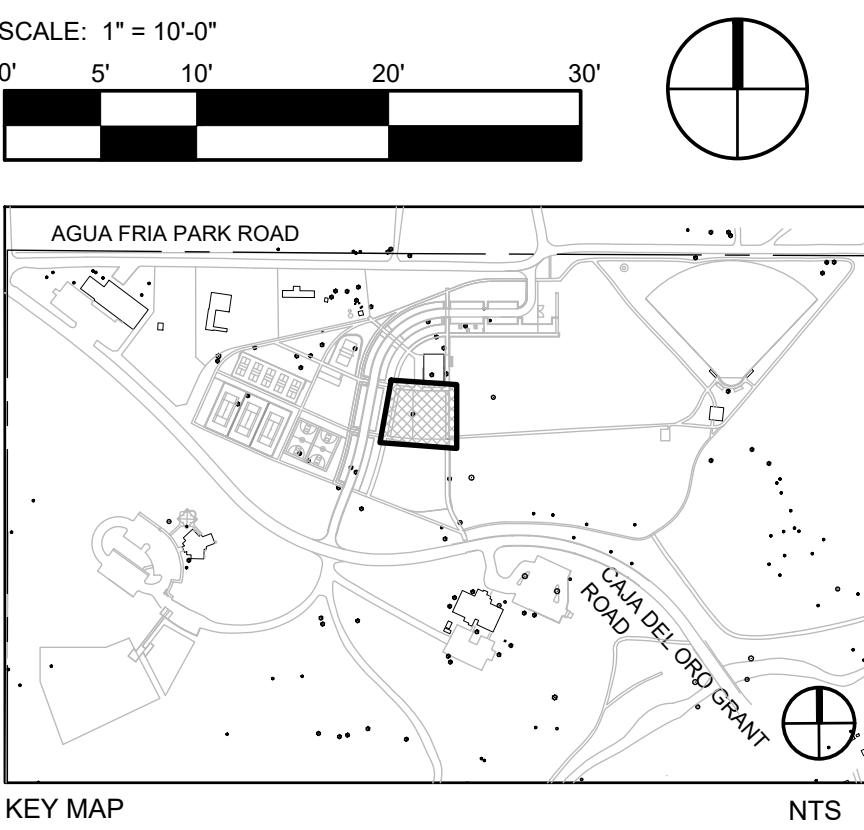 SCALE: 1" = 10'-0"
0' 5' 10' 20' 30'
AGUA FRIA PARK ROAD
CAJA DEL ORO GRANT
ROAD
KEY MAP NTS